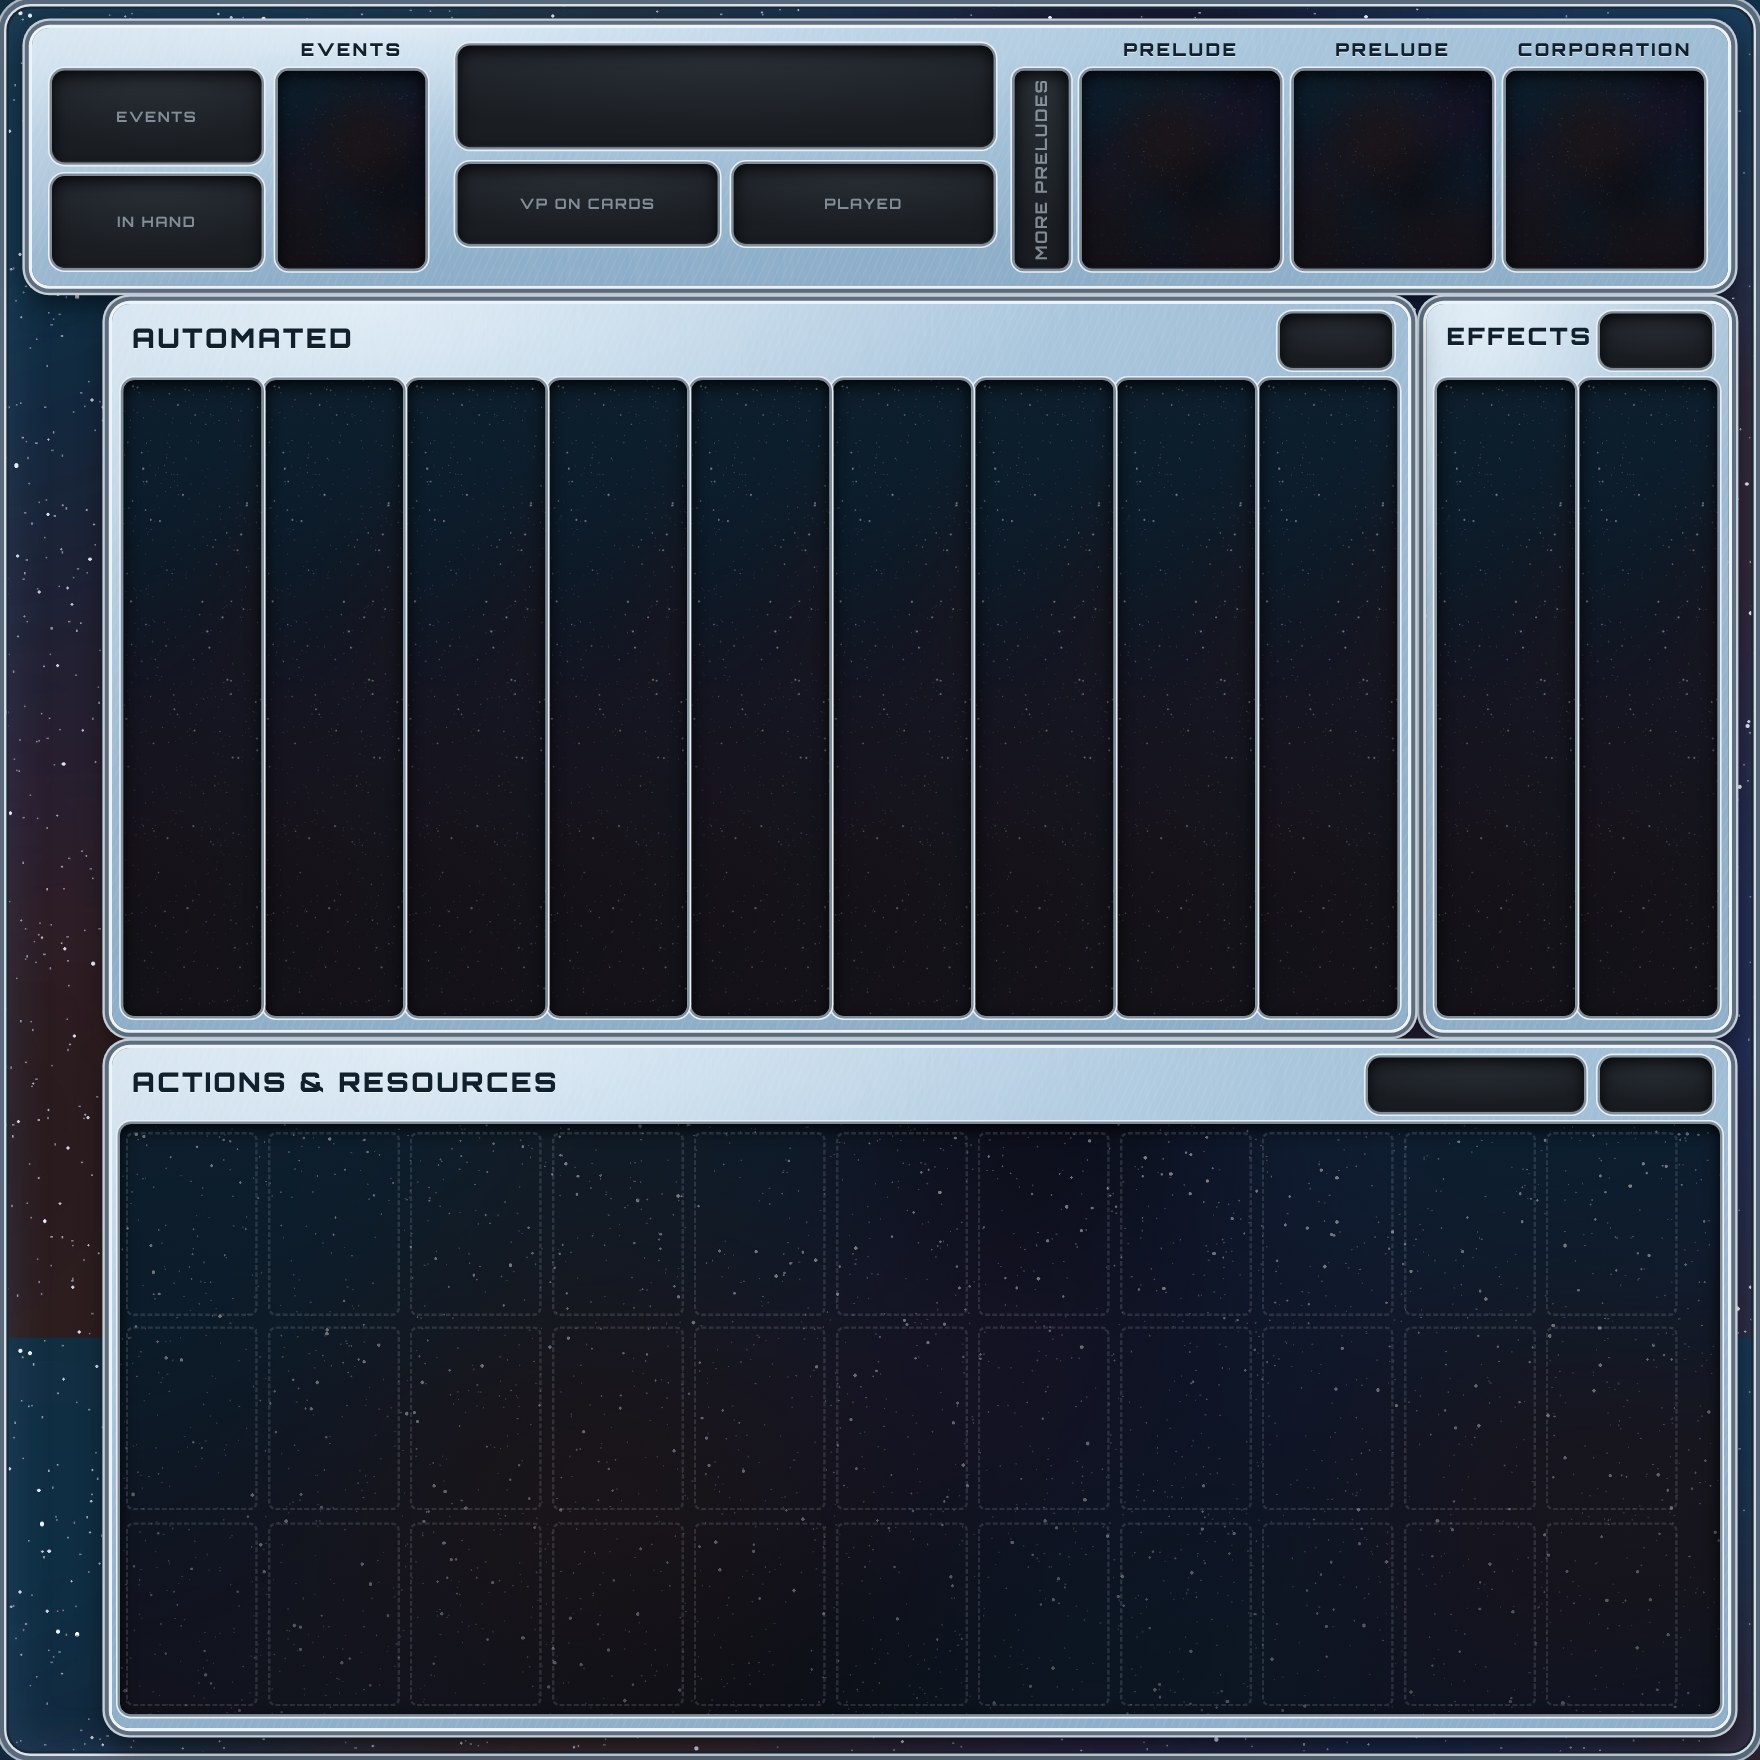 EVENTS
PRELUDE
PRELUDE
CORPORATION
EVENTS
IN HAND
VP ON CARDS
PLAYED
MORE PRELUDES
AUTOMATED
EFFECTS
ACTIONS & RESOURCES